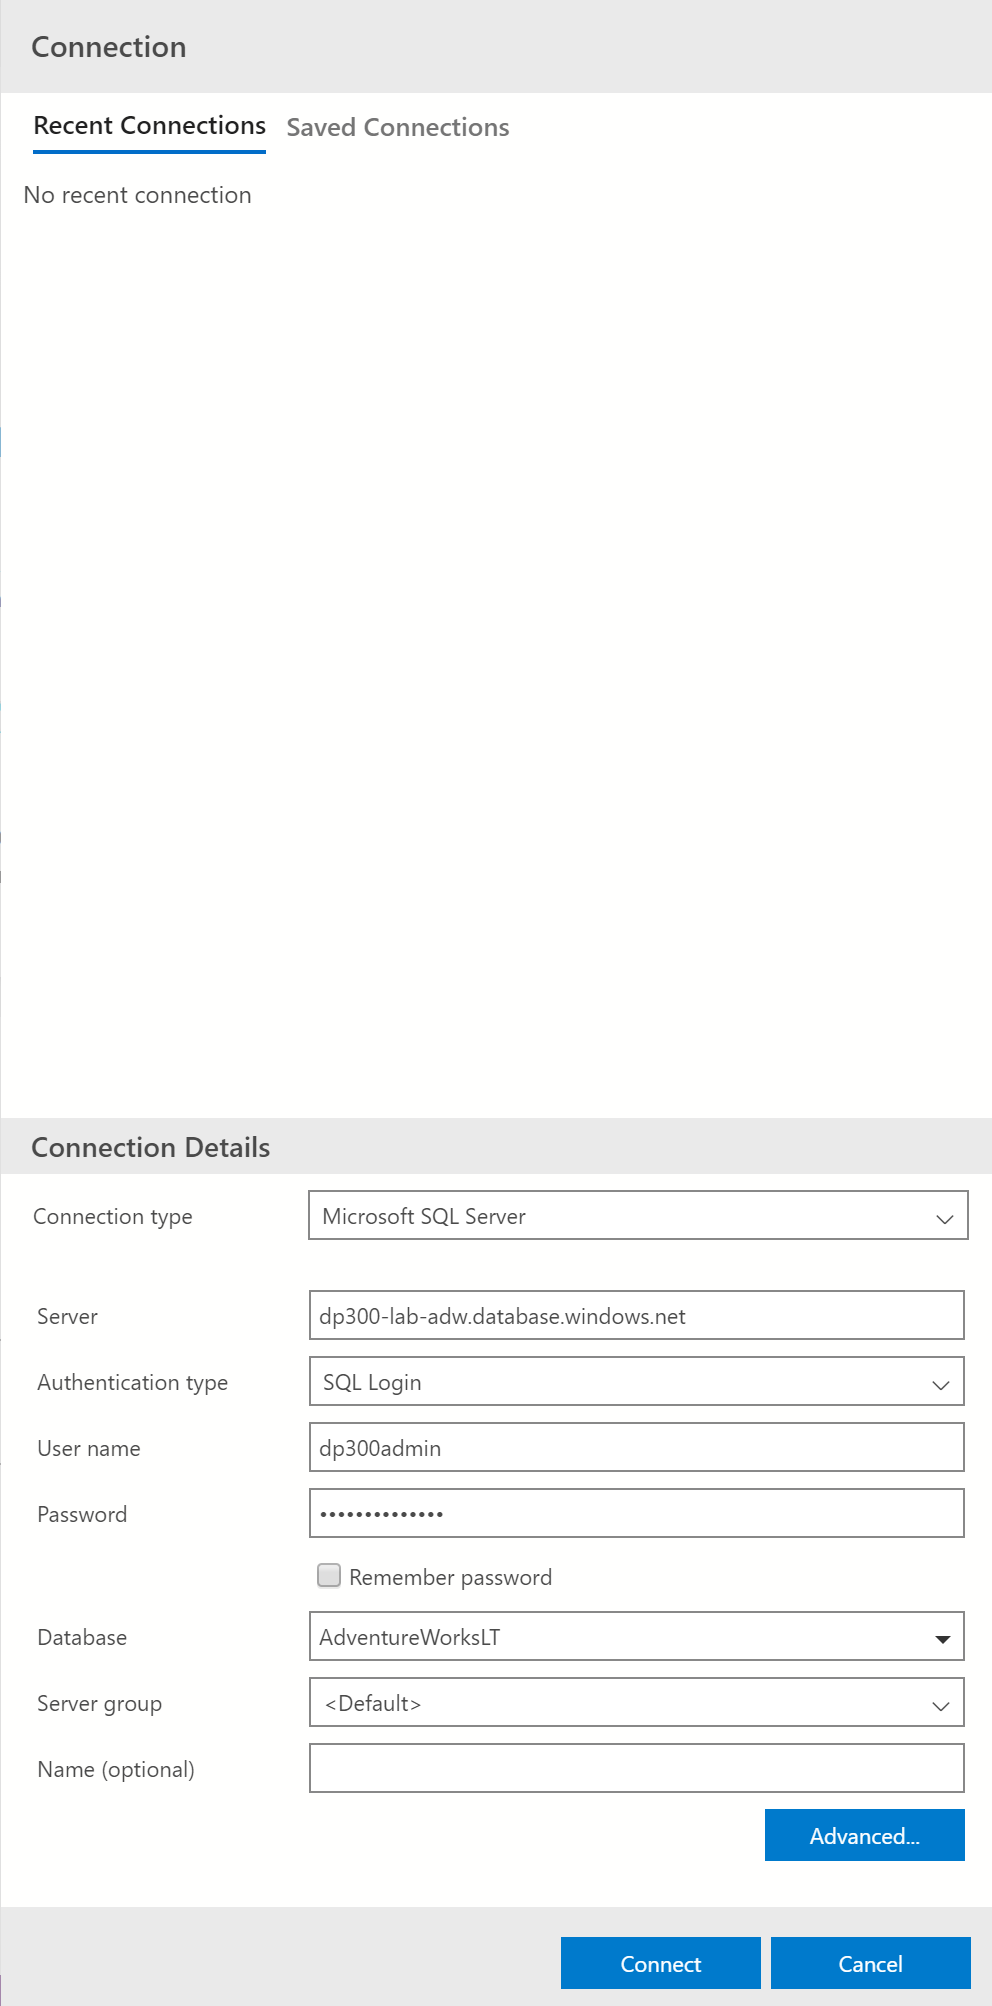 Connection
Recent Connections Saved Connections
No recent connection
Connection Details
Connection type Microsoft SQL Server
Server dp300-lab-adw.database.windows.net
Authentication type SQL Login
User name dp300admin
Password ••••••••••••••
Remember password
Database AdventureWorksLT
Server group <Default>
Name (optional)
Advanced...
Connect Cancel